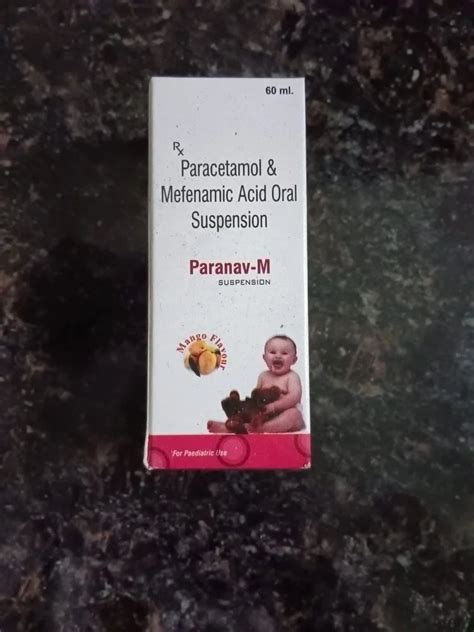 60 ml.
Rx
Paracetamol &
Mefenamic Acid Oral
Suspension
Paranav-M
SUSPENSION
Mango Flavour
*For Paediatric Use